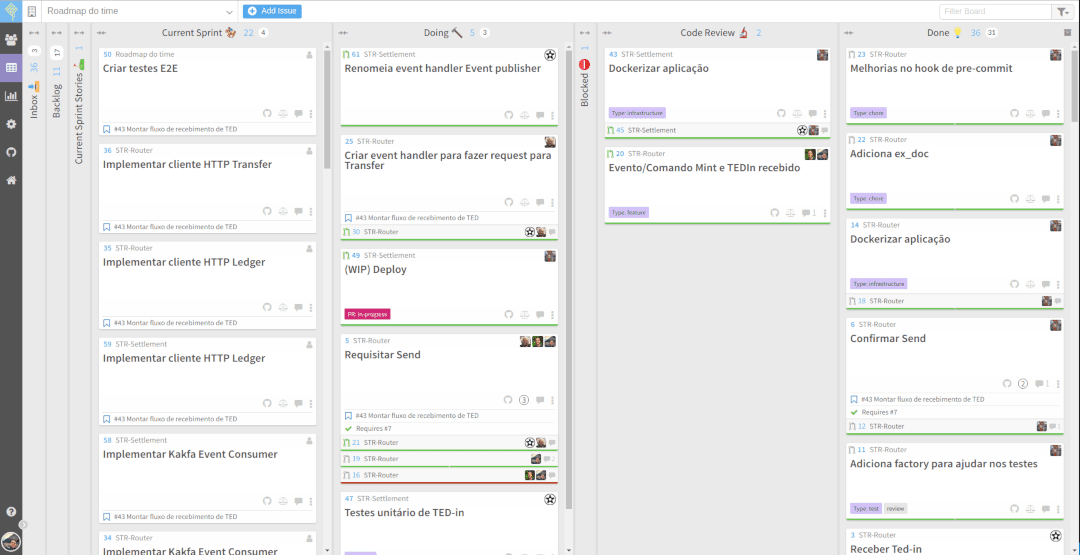 Roadmap do time
Add Issue
Filter Board
3
36
Inbox
17
11
Backlog
1
Current Sprint Stories
Current Sprint 22 4
50 Roadmap do time
Criar testes E2E
#43 Montar fluxo de recebimento de TED
36 STR-Router
Implementar cliente HTTP Transfer
#43 Montar fluxo de recebimento de TED
35 STR-Router
Implementar cliente HTTP Ledger
#43 Montar fluxo de recebimento de TED
59 STR-Settlement
Implementar cliente HTTP Ledger
#43 Montar fluxo de recebimento de TED
58 STR-Settlement
Implementar Kakfa Event Consumer
#43 Montar fluxo de recebimento de TED
34 STR-Router
Implementar Kakfa Event Consumer
Doing 5 3
61 STR-Settlement
Renomeia event handler Event publisher
25 STR-Router
Criar event handler para fazer request para
Transfer
#43 Montar fluxo de recebimento de TED
30 STR-Router
49 STR-Settlement
(WIP) Deploy
PR: in-progress
5 STR-Router
Requisitar Send
3
#43 Montar fluxo de recebimento de TED
Requires #7
21 STR-Router
19 STR-Router 2
16 STR-Router
47 STR-Settlement
Testes unitário de TED-in
1
Blocked
Code Review 2
43 STR-Settlement
Dockerizar aplicação
Type: infrastructure
45 STR-Settlement
20 STR-Router
Evento/Comando Mint e TEDIn recebido
Type: feature
1
Done 36 31
23 STR-Router
Melhorias no hook de pre-commit
Type: chore
22 STR-Router
Adiciona ex_doc
Type: chore
14 STR-Router
Dockerizar aplicação
Type: infrastructure
18 STR-Router
6 STR-Router
Confirmar Send
2 1
#43 Montar fluxo de recebimento de TED
Requires #7
12 STR-Router
11 STR-Router
Adiciona factory para ajudar nos testes
Type: test review
3 STR-Router
Receber Ted-in